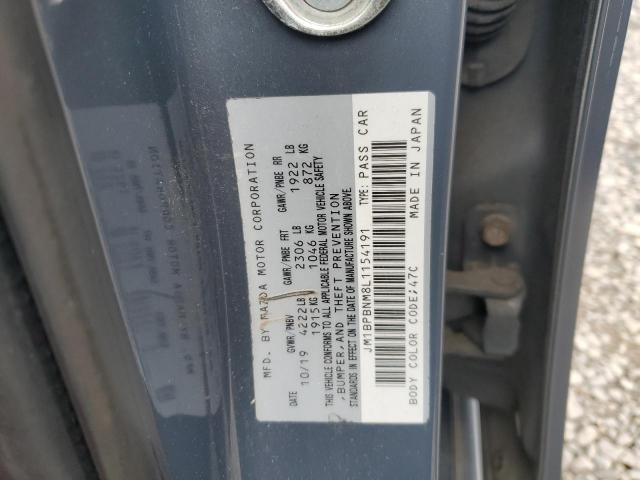 MFD. BY MAZDA MOTOR CORPORATION
DATE GVWR/PNBV GAWR/PNBE FRT GAWR/PNBE RR
10/19 4222 LB 2306 LB 1922 LB
1915 KG 1046 KG 872 KG
THIS VEHICLE CONFORMS TO ALL APPLICABLE FEDERAL MOTOR VEHICLE SAFETY
,BUMPER,AND THEFT PREVENTION
STANDARDS IN EFFECT ON THE DATE OF MANUFACTURE SHOWN ABOVE.
JM1BPBNM8L1154191 TYPE: PASS CAR
BODY COLOR CODE;47C MADE IN JAPAN